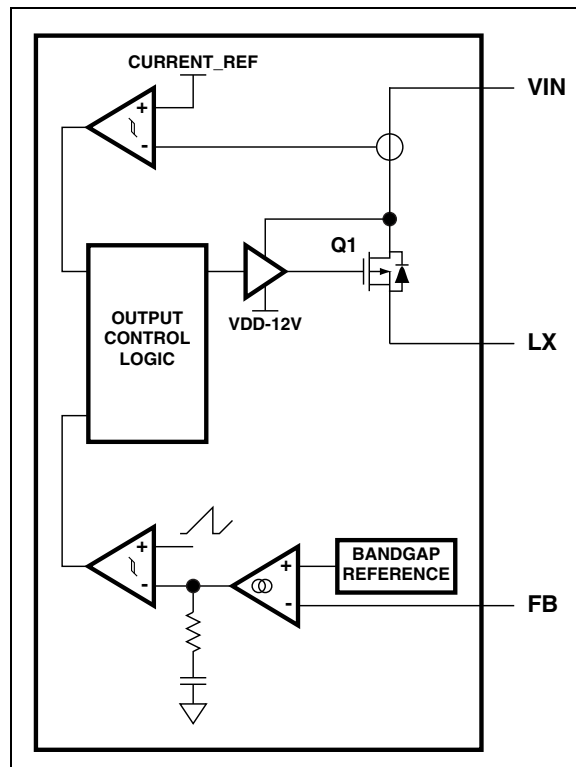 CURRENT_REF
VIN
+
-
Q1
OUTPUT
CONTROL
LOGIC
VDD-12V
LX
+
-
+
-
BANDGAP
REFERENCE
FB